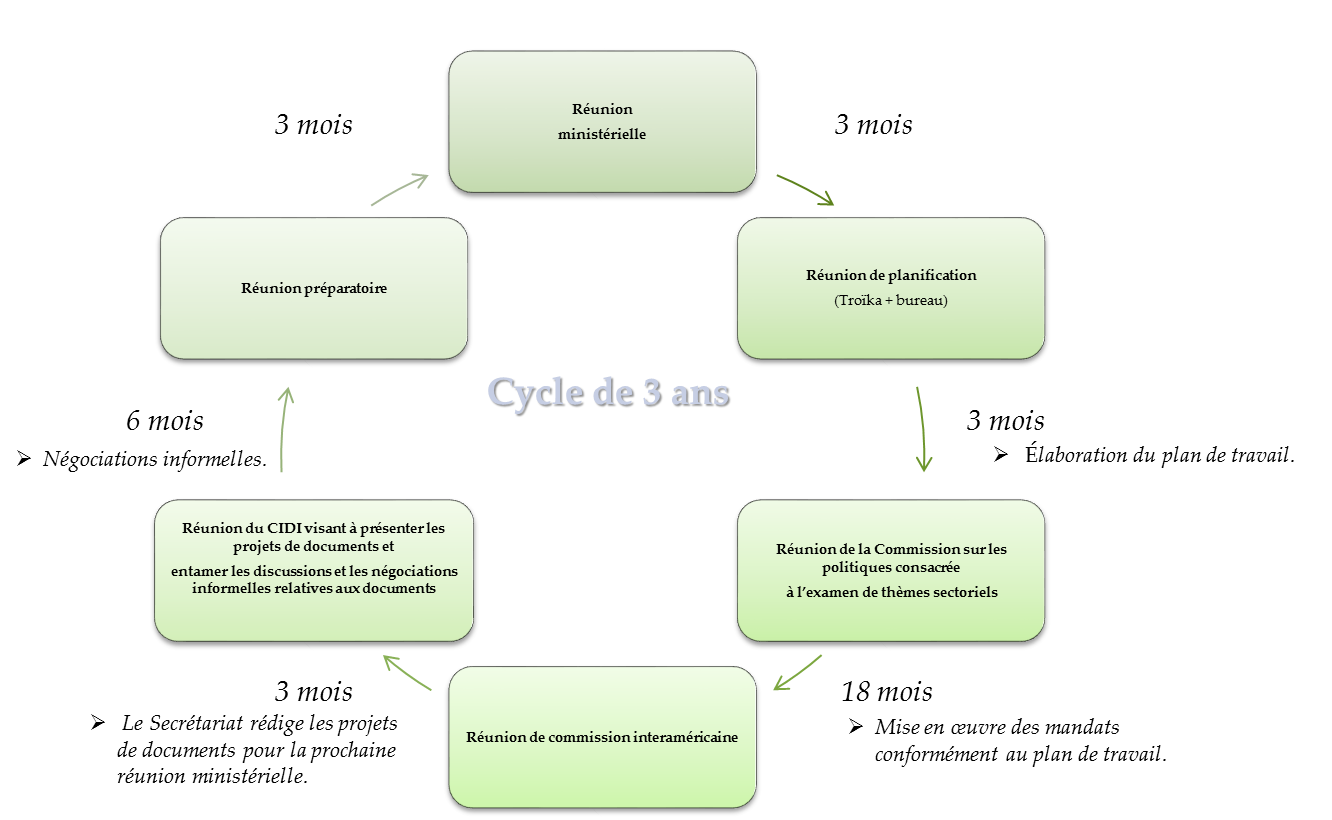 Réunion
ministérielle
3 mois
3 mois
Réunion de planification
(Troïka + bureau)
Réunion préparatoire
Cycle de 3 ans
3 mois
➢ Élaboration du plan de travail.
6 mois
➢ Négociations informelles.
Réunion de la Commission sur les
politiques consacrée
à l’examen de thèmes sectoriels
Réunion du CIDI visant à présenter les
projets de documents et
entamer les discussions et les négociations
informelles relatives aux documents
18 mois
➢ Mise en œuvre des mandats
conformément au plan de travail.
Réunion de commission interaméricaine
3 mois
➢ Le Secrétariat rédige les projets
de documents pour la prochaine
réunion ministérielle.